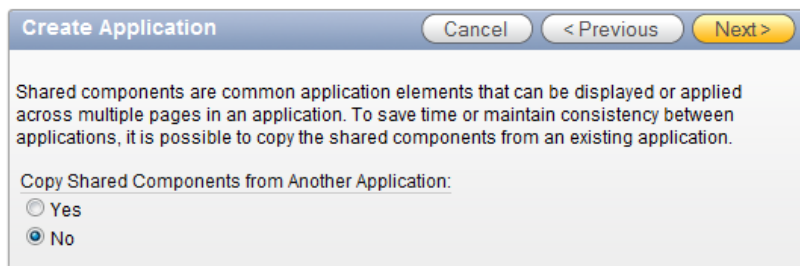 Create Application
Cancel
< Previous
Next >
Shared components are common application elements that can be displayed or applied
across multiple pages in an application. To save time or maintain consistency between
applications, it is possible to copy the shared components from an existing application.
Copy Shared Components from Another Application:
Yes
No